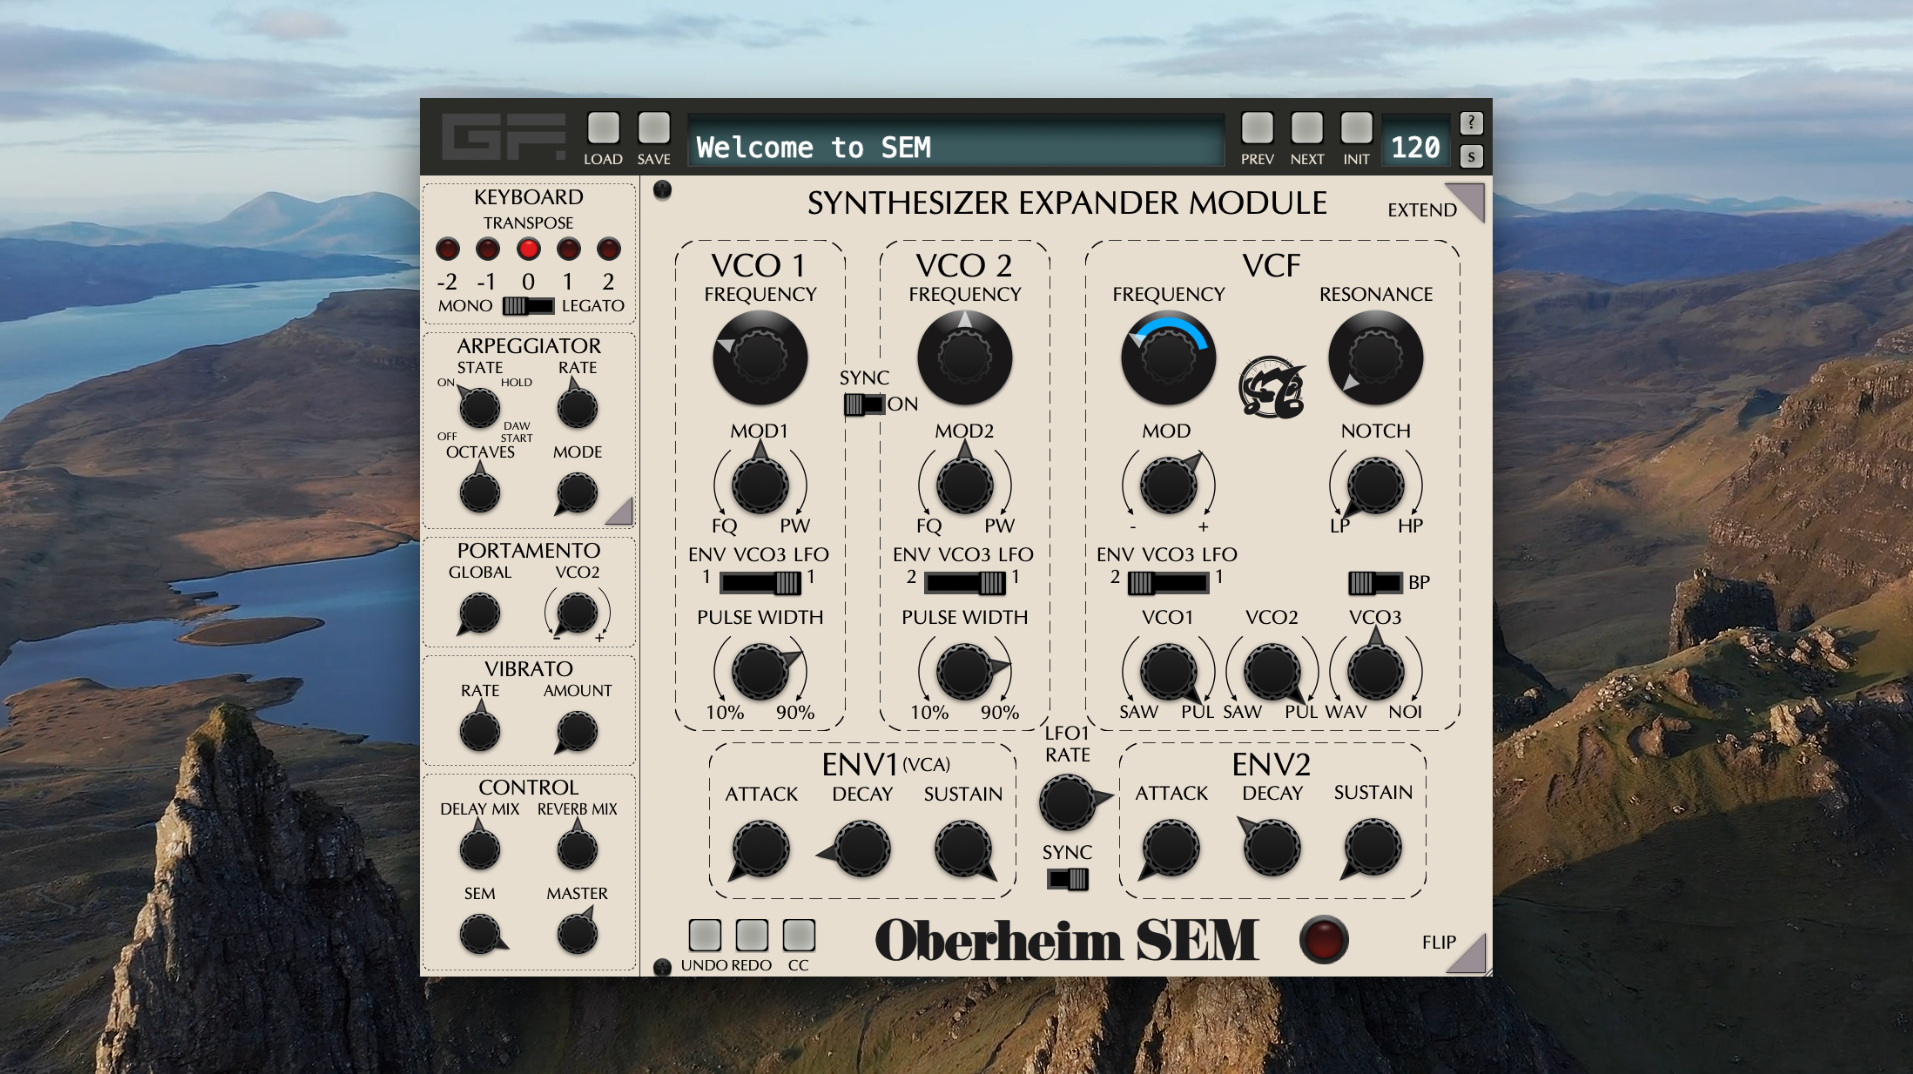 GF.
LOAD
SAVE
Welcome to SEM
PREV
NEXT
INIT
120
?
S
KEYBOARD
TRANSPOSE
-2 -1 0 1 2
MONO LEGATO
ARPEGGIATOR
STATE RATE
ON HOLD
OFF DAW START
OCTAVES MODE
PORTAMENTO
GLOBAL VCO2
- +
VIBRATO
RATE AMOUNT
CONTROL
DELAY MIX REVERB MIX
SEM MASTER
SYNTHESIZER EXPANDER MODULE
EXTEND
VCO 1
FREQUENCY
MOD1
FQ PW
ENV VCO3 LFO
1 1
PULSE WIDTH
10% 90%
SYNC
ON
VCO 2
FREQUENCY
MOD2
FQ PW
ENV VCO3 LFO
2 1
PULSE WIDTH
10% 90%
VCF
FREQUENCY RESONANCE
MOD NOTCH
- + LP HP
ENV VCO3 LFO
2 1 BP
VCO1 VCO2 VCO3
SAW PUL SAW PUL WAV NOI
ENV1 (VCA)
ATTACK DECAY SUSTAIN
LFO1
RATE
SYNC
ENV2
ATTACK DECAY SUSTAIN
UNDO REDO CC
Oberheim SEM
FLIP